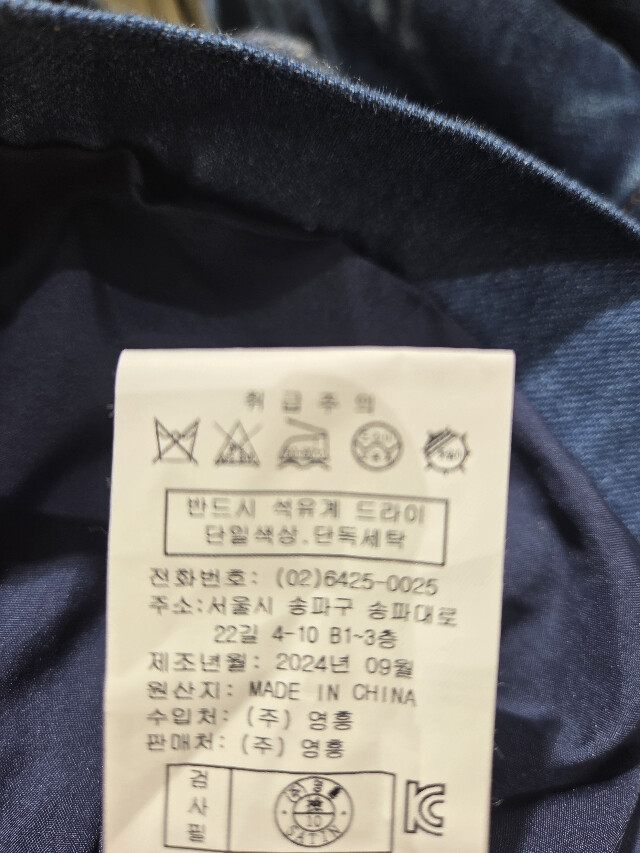 취급주의
반드시 석유계 드라이
단일색상.단독세탁
전화번호: (02)6425-0025
주소:서울시 송파구 송파대로
22길 4-10 B1~3층
제조년월: 2024년 09월
원산지: MADE IN CHINA
수입처: (주) 영흥
판매처: (주) 영흥
검
사
필
10
SATIN